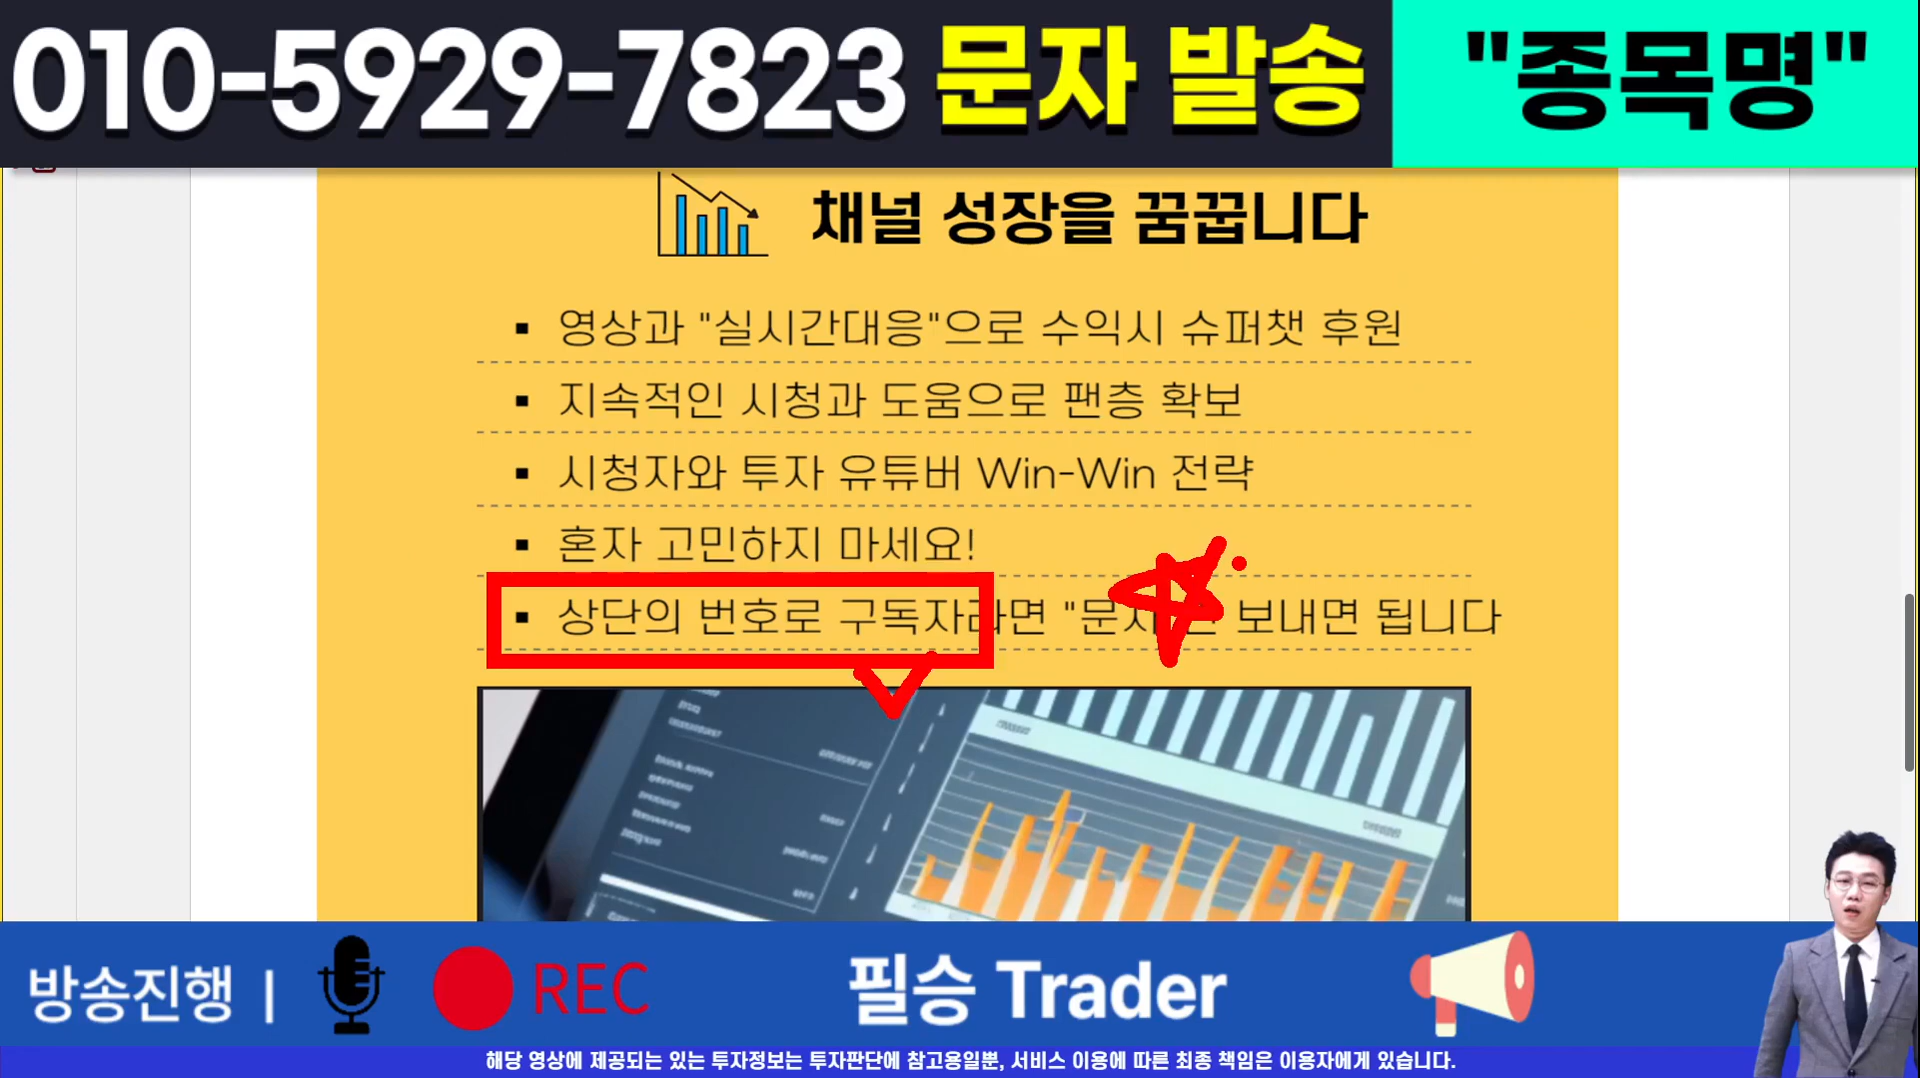 010-5929-7823 문자 발송 "종목명"
채널 성장을 꿈꿉니다
▪ 영상과 "실시간대응"으로 수익시 슈퍼챗 후원
▪ 지속적인 시청과 도움으로 팬층 확보
▪ 시청자와 투자 유튜버 Win-Win 전략
▪ 혼자 고민하지 마세요!
▪ 상단의 번호로 구독자라면 "문자 보내면 됩니다
방송진행 | REC 필승 Trader
해당 영상에 제공되는 있는 투자정보는 투자판단에 참고용일뿐, 서비스 이용에 따른 최종 책임은 이용자에게 있습니다.